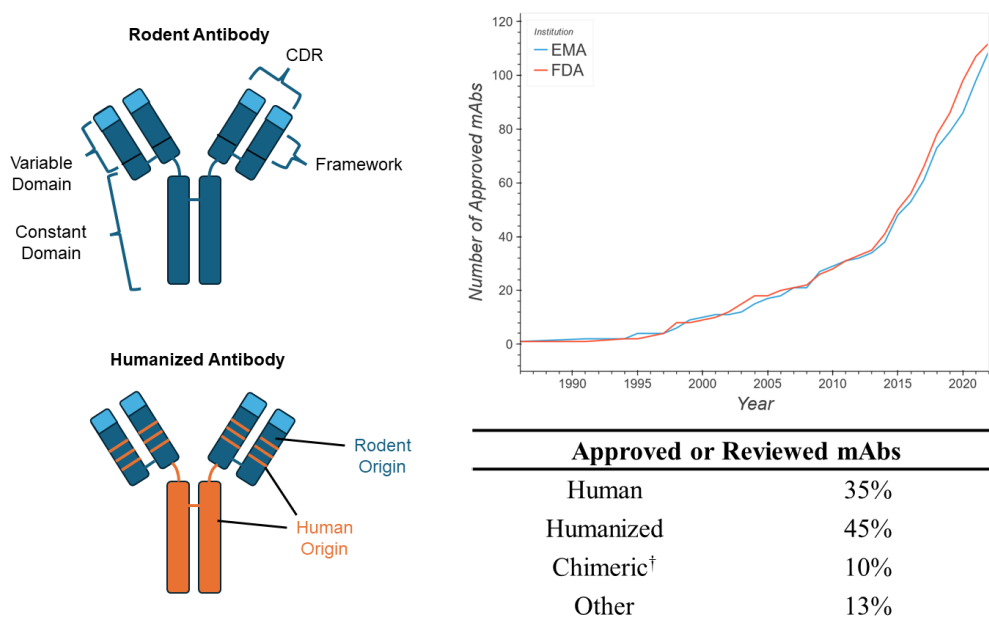 Rodent Antibody
CDR
Variable
Domain
Framework
Constant
Domain
Humanized Antibody
Rodent
Origin
Human
Origin
Institution
EMA
FDA
Number of Approved mAbs
120
100
80
60
40
20
0
1990
1995
2000
2005
2010
2015
2020
Year
Approved or Reviewed mAbs
Human 35%
Humanized 45%
Chimeric† 10%
Other 13%